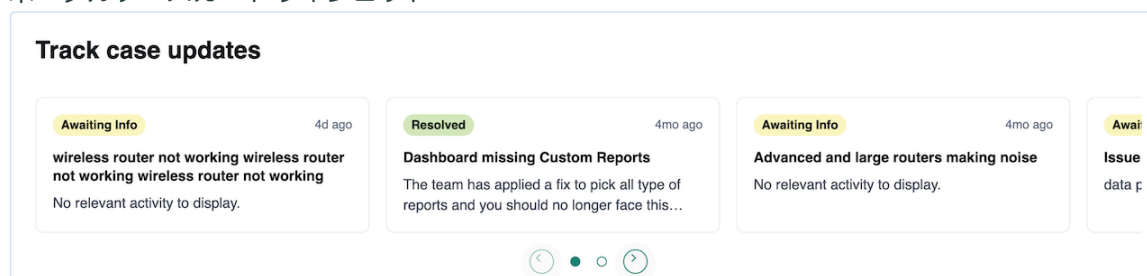 Track case updates
Awaiting Info
4d ago
wireless router not working wireless router
not working wireless router not working
No relevant activity to display.
Resolved
4mo ago
Dashboard missing Custom Reports
The team has applied a fix to pick all type of
reports and you should no longer face this...
Awaiting Info
4mo ago
Advanced and large routers making noise
No relevant activity to display.
Issue